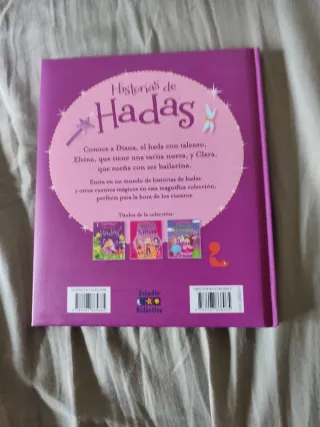 Historias de
Hadas
Conoce a Diana, el hada con talento,
Elvine, que tiene una varita nueva, y Clara,
que sueña con ser bailarina.
Entra en un mundo de historias de hadas
y otros cuentos mágicos en esta magnífica colección,
perfecta para la hora de los cuentos.
Títulos de la colección:
Estudio
Didáctico